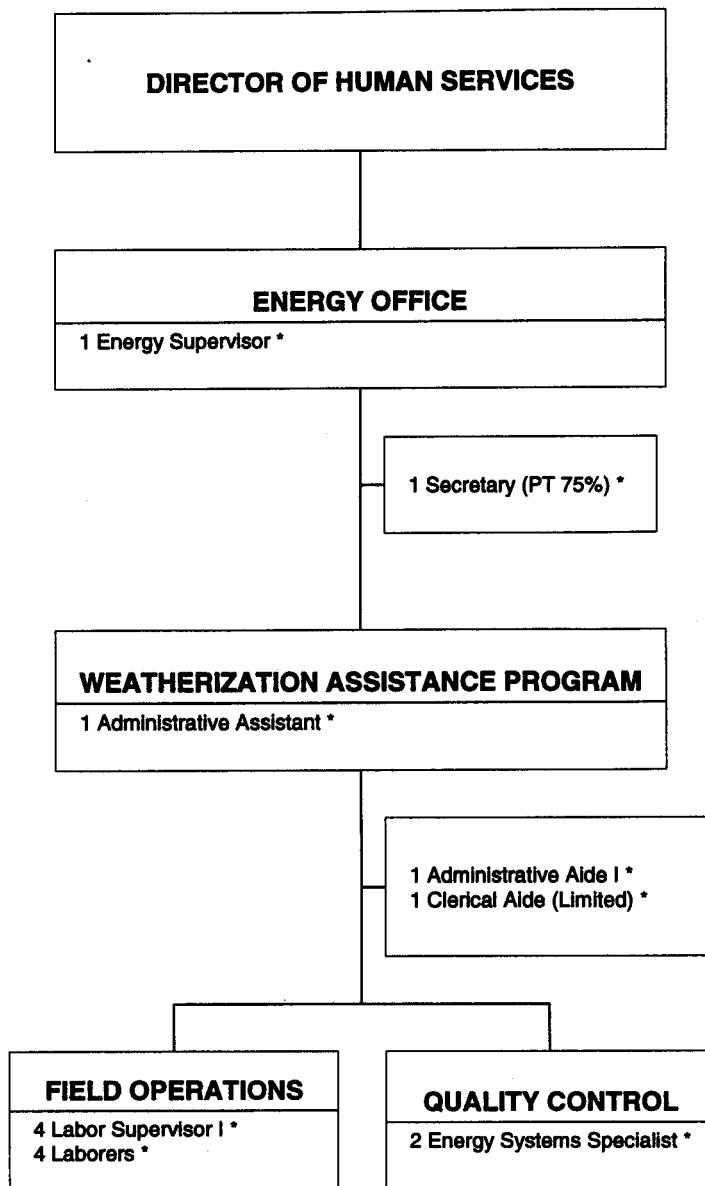 DIRECTOR OF HUMAN SERVICES
ENERGY OFFICE
1 Energy Supervisor *
1 Secretary (PT 75%) *
WEATHERIZATION ASSISTANCE PROGRAM
1 Administrative Assistant *
1 Administrative Aide I *
1 Clerical Aide (Limited) *
FIELD OPERATIONS
4 Labor Supervisor I *
4 Laborers *
QUALITY CONTROL
2 Energy Systems Specialist *